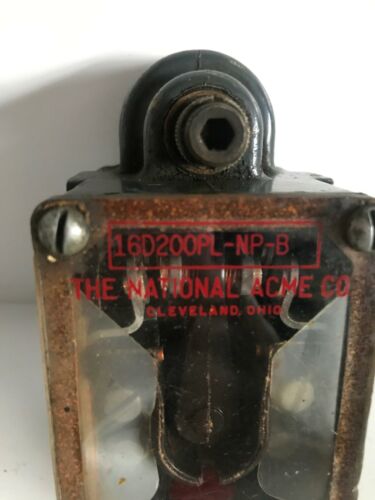 16D200PL-NP-B
THE NATIONAL ACME CO
CLEVELAND, OHIO